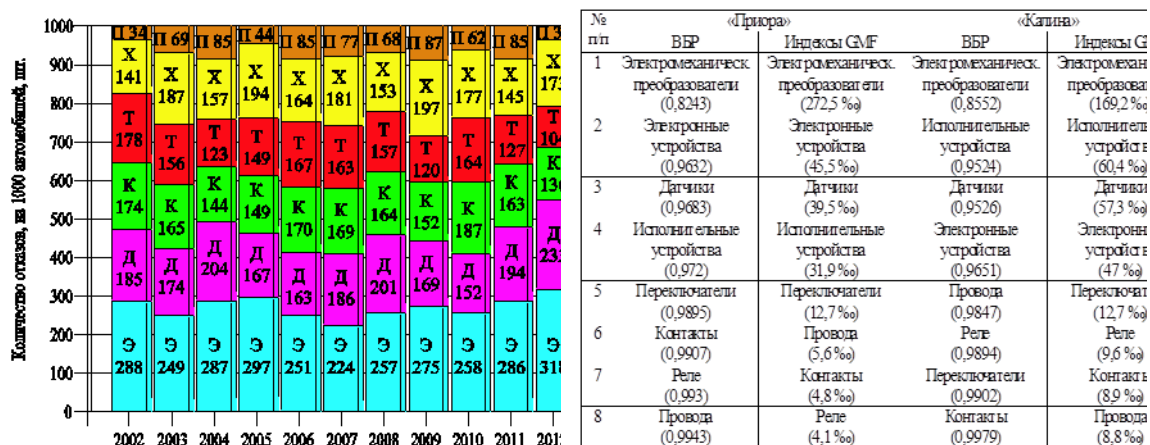 Количество отказов, на 1000 автомобилей, шт.
1000
900
800
700
600
500
400
300
200
100
0
П 34
Х
141
Т
178
К
174
Д
185
Э
288
2002
П 69
Х
187
Т
156
К
165
Д
174
Э
249
2003
П 85
Х
157
Т
123
К
144
Д
204
Э
287
2004
П 44
Х
194
Т
149
К
149
Д
167
Э
297
2005
П 85
Х
164
Т
167
К
170
Д
163
Э
251
2006
П 77
Х
181
Т
163
К
169
Д
186
Э
224
2007
П 68
Х
153
Т
157
К
164
Д
201
Э
257
2008
П 87
Х
197
Т
120
К
152
Д
169
Э
275
2009
П 62
Х
177
Т
164
К
187
Д
152
Э
258
2010
П 85
Х
145
Т
127
К
163
Д
194
Э
286
2011
П
Х
Т
К
Д
Э
№ «Приора» «Калина»
п/п ВБР Индексы GMF ВБР Индексы
1 Электромеханическ. Электромеханическ. Электромеханическ.
преобразователи преобразователи преобразователи
(0,8243) (272,5 ‰) (0,8552) (169,2 ‰
2 Электронные Электронные Исполнительные
устройства устройства устройства
(0,9632) (45,5 ‰) (0,9524) (60,4 ‰)
3 Датчики Датчики Датчики Датчики
(0,9683) (39,5 ‰) (0,9526) (57,3 ‰)
4 Исполнительные Исполнительные Электронные
устройства устройства устройства
(0,972) (31,9 ‰) (0,9651) (47 ‰)
5 Переключатели Переключатели Провода
(0,9895) (12,7 ‰) (0,9847) (12,7 ‰)
6 Контакты Провода Реле Реле
(0,9907) (5,6 ‰) (0,9894) (9,6 ‰)
7 Реле Контакты Переключатели
(0,993) (4,8 ‰) (0,9902) (8,9 ‰)
8 Провода Реле Контакты Провода
(0,9943) (4,1 ‰) (0,9979) (8,8 ‰)